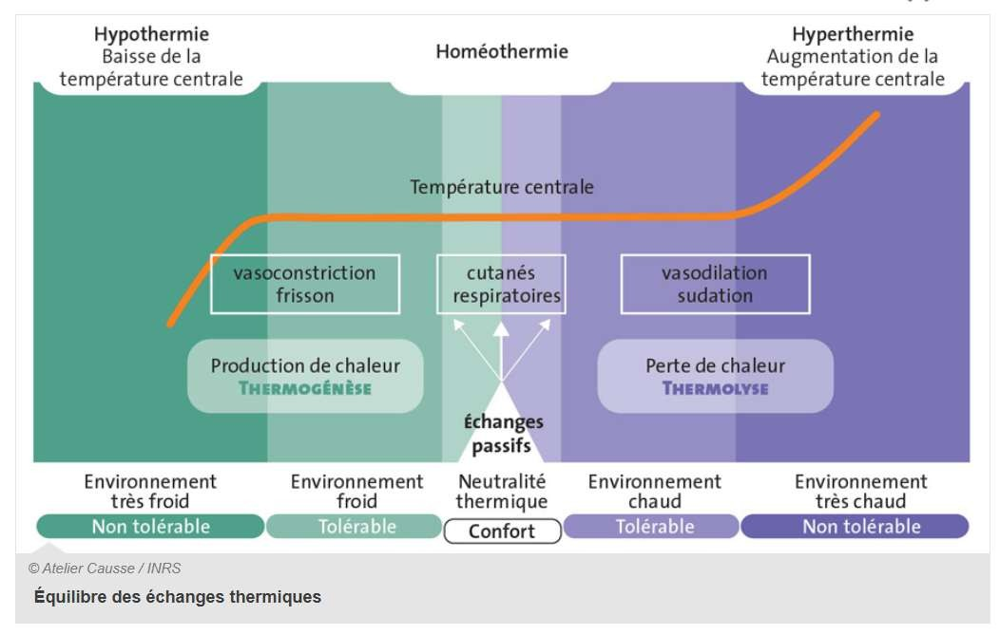 Hypothermie
Baisse de la
température centrale
Homéothermie
Hyperthermie
Augmentation de la
température centrale
Température centrale
vasoconstriction
frisson
cutanés
respiratoires
vasodilation
sudation
Production de chaleur
THERMOGÉNÈSE
Perte de chaleur
THERMOLYSE
Échanges
passifs
Environnement
très froid
Non tolérable
Environnement
froid
Tolérable
Neutralité
thermique
Confort
Environnement
chaud
Tolérable
Environnement
très chaud
Non tolérable
© Atelier Causse / INRS
Équilibre des échanges thermiques